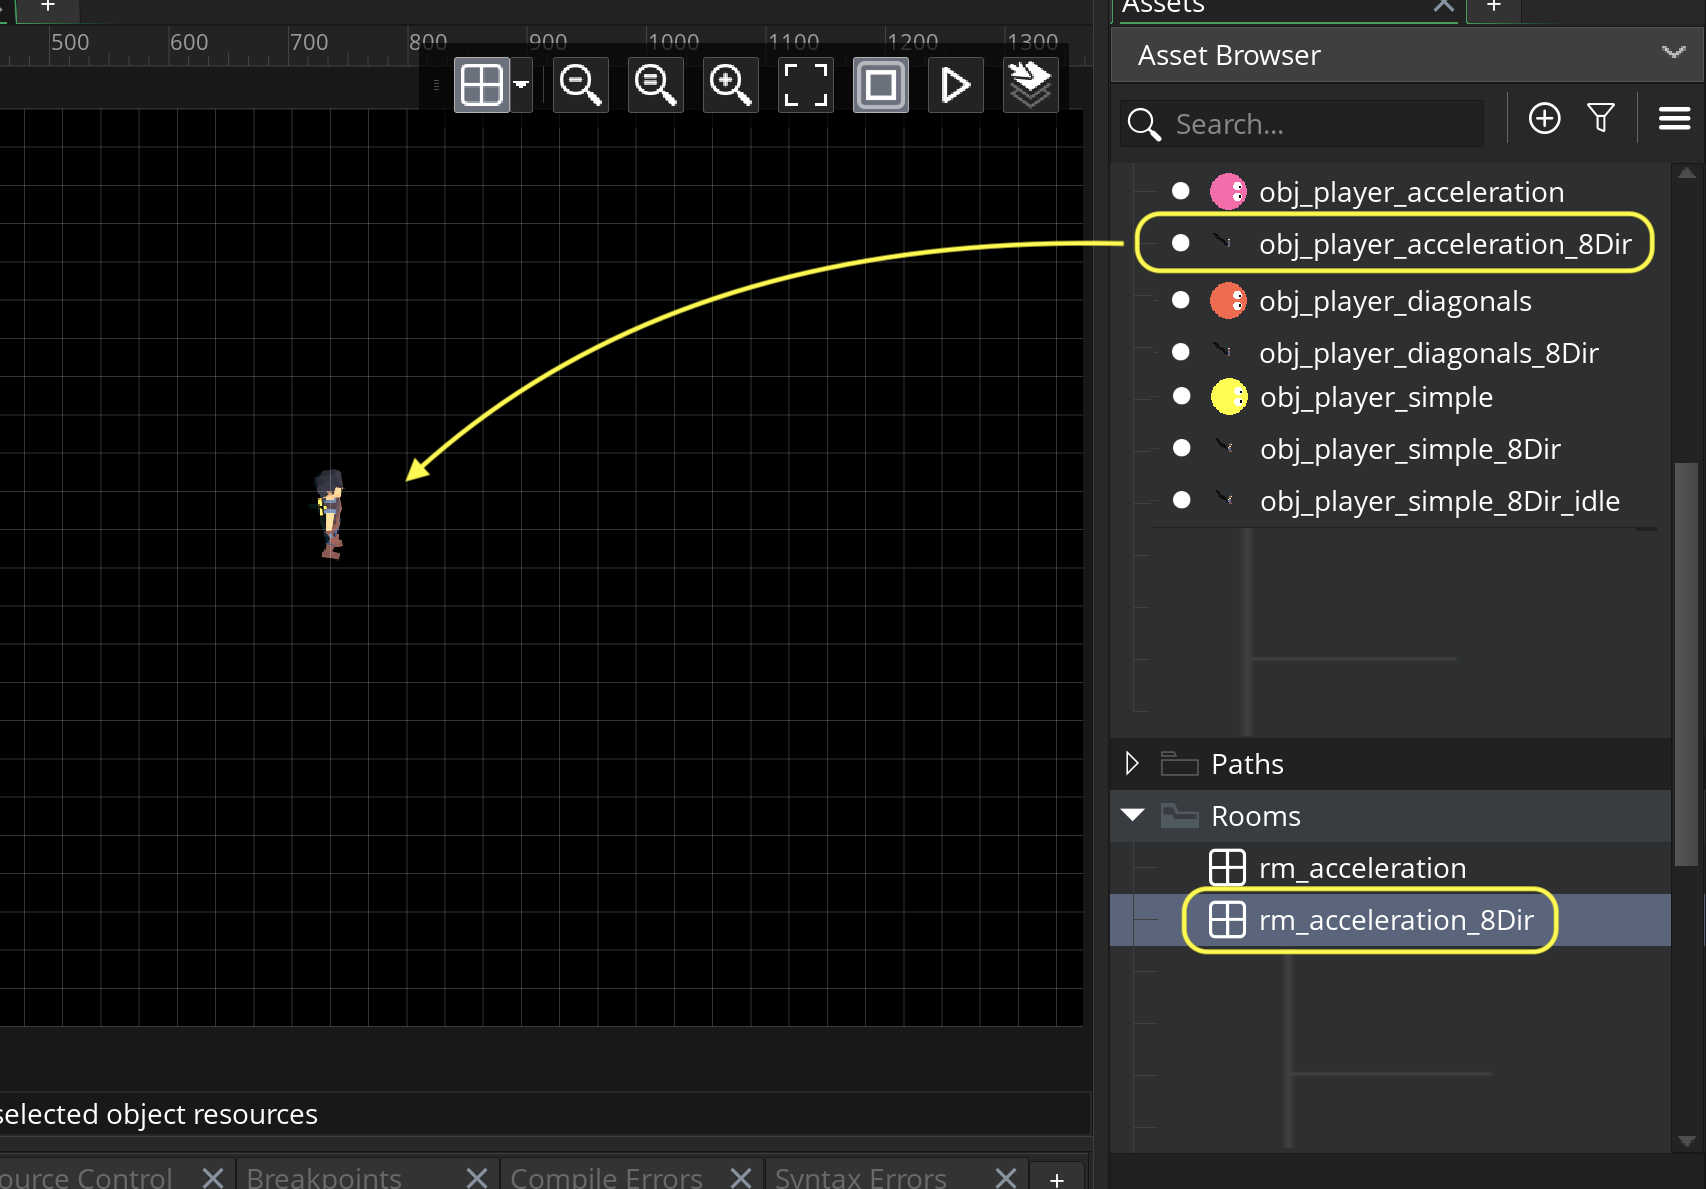 Assets
+
+
500 600 700 800 900 1000 1100 1200 1300
Asset Browser
Search...
obj_player_acceleration
obj_player_acceleration_8Dir
obj_player_diagonals
obj_player_diagonals_8Dir
obj_player_simple
obj_player_simple_8Dir
obj_player_simple_8Dir_idle
Paths
Rooms
rm_acceleration
rm_acceleration_8Dir
selected object resources
ource Control Breakpoints Compile Errors Syntax Errors +